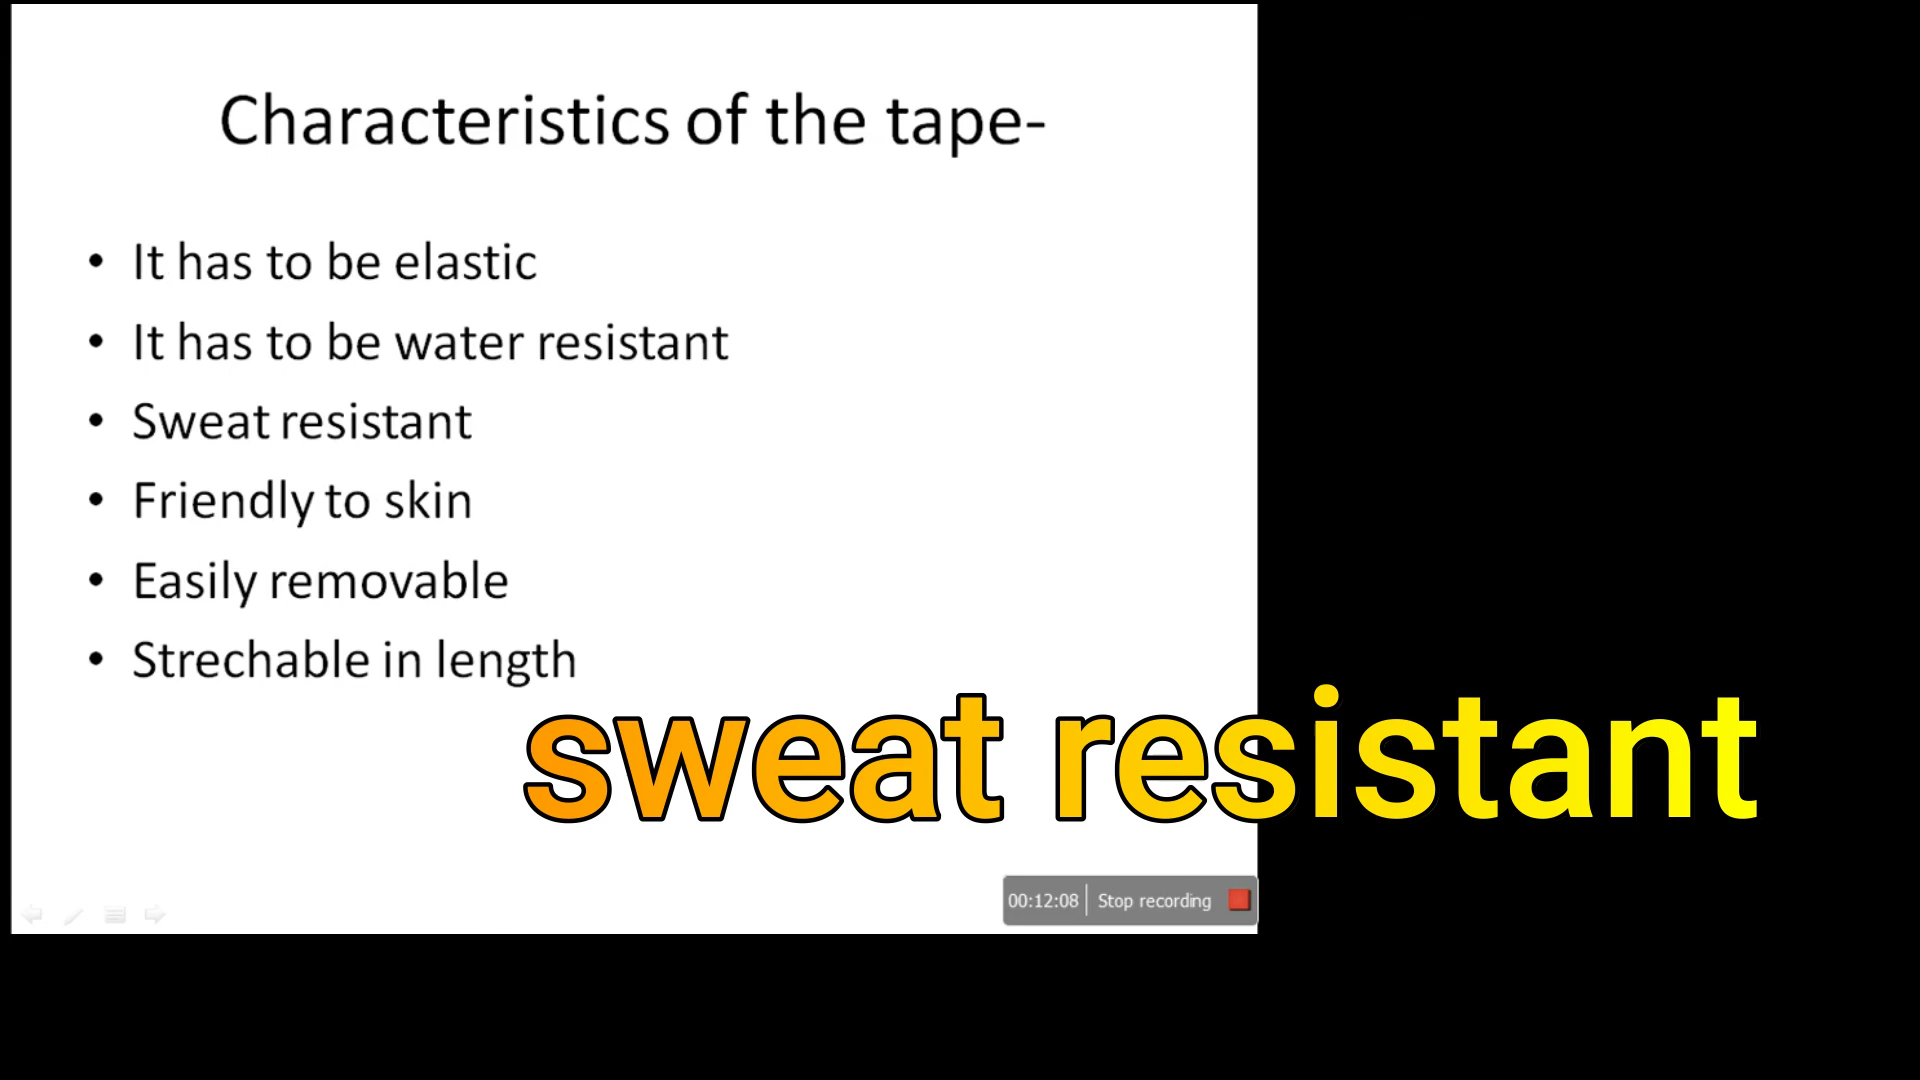 Characteristics of the tape-
• It has to be elastic
• It has to be water resistant
• Sweat resistant
• Friendly to skin
• Easily removable
• Strechable in length
sweat resistant
00:12:08 Stop recording